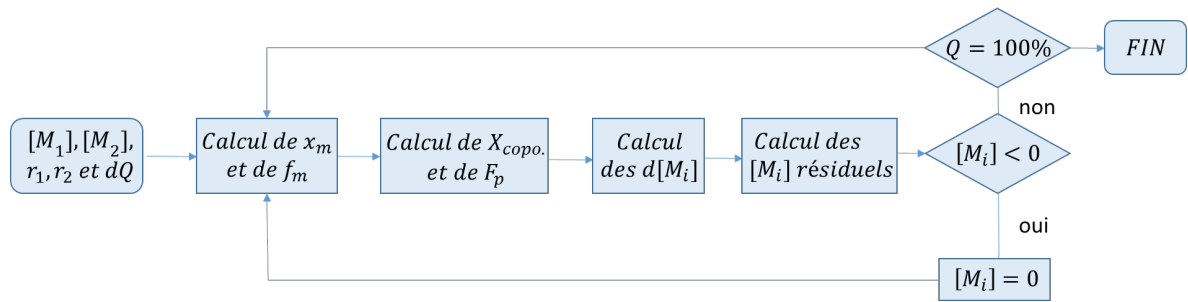 Q = 100%
FIN
non
[M₁], [M₂],
r₁, r₂ et dQ
Calcul de xₘ
et de fₘ
Calcul de X_copo.
et de Fₚ
Calcul
des d[Mᵢ]
Calcul des
[Mᵢ] résiduels
[Mᵢ] < 0
oui
[Mᵢ] = 0